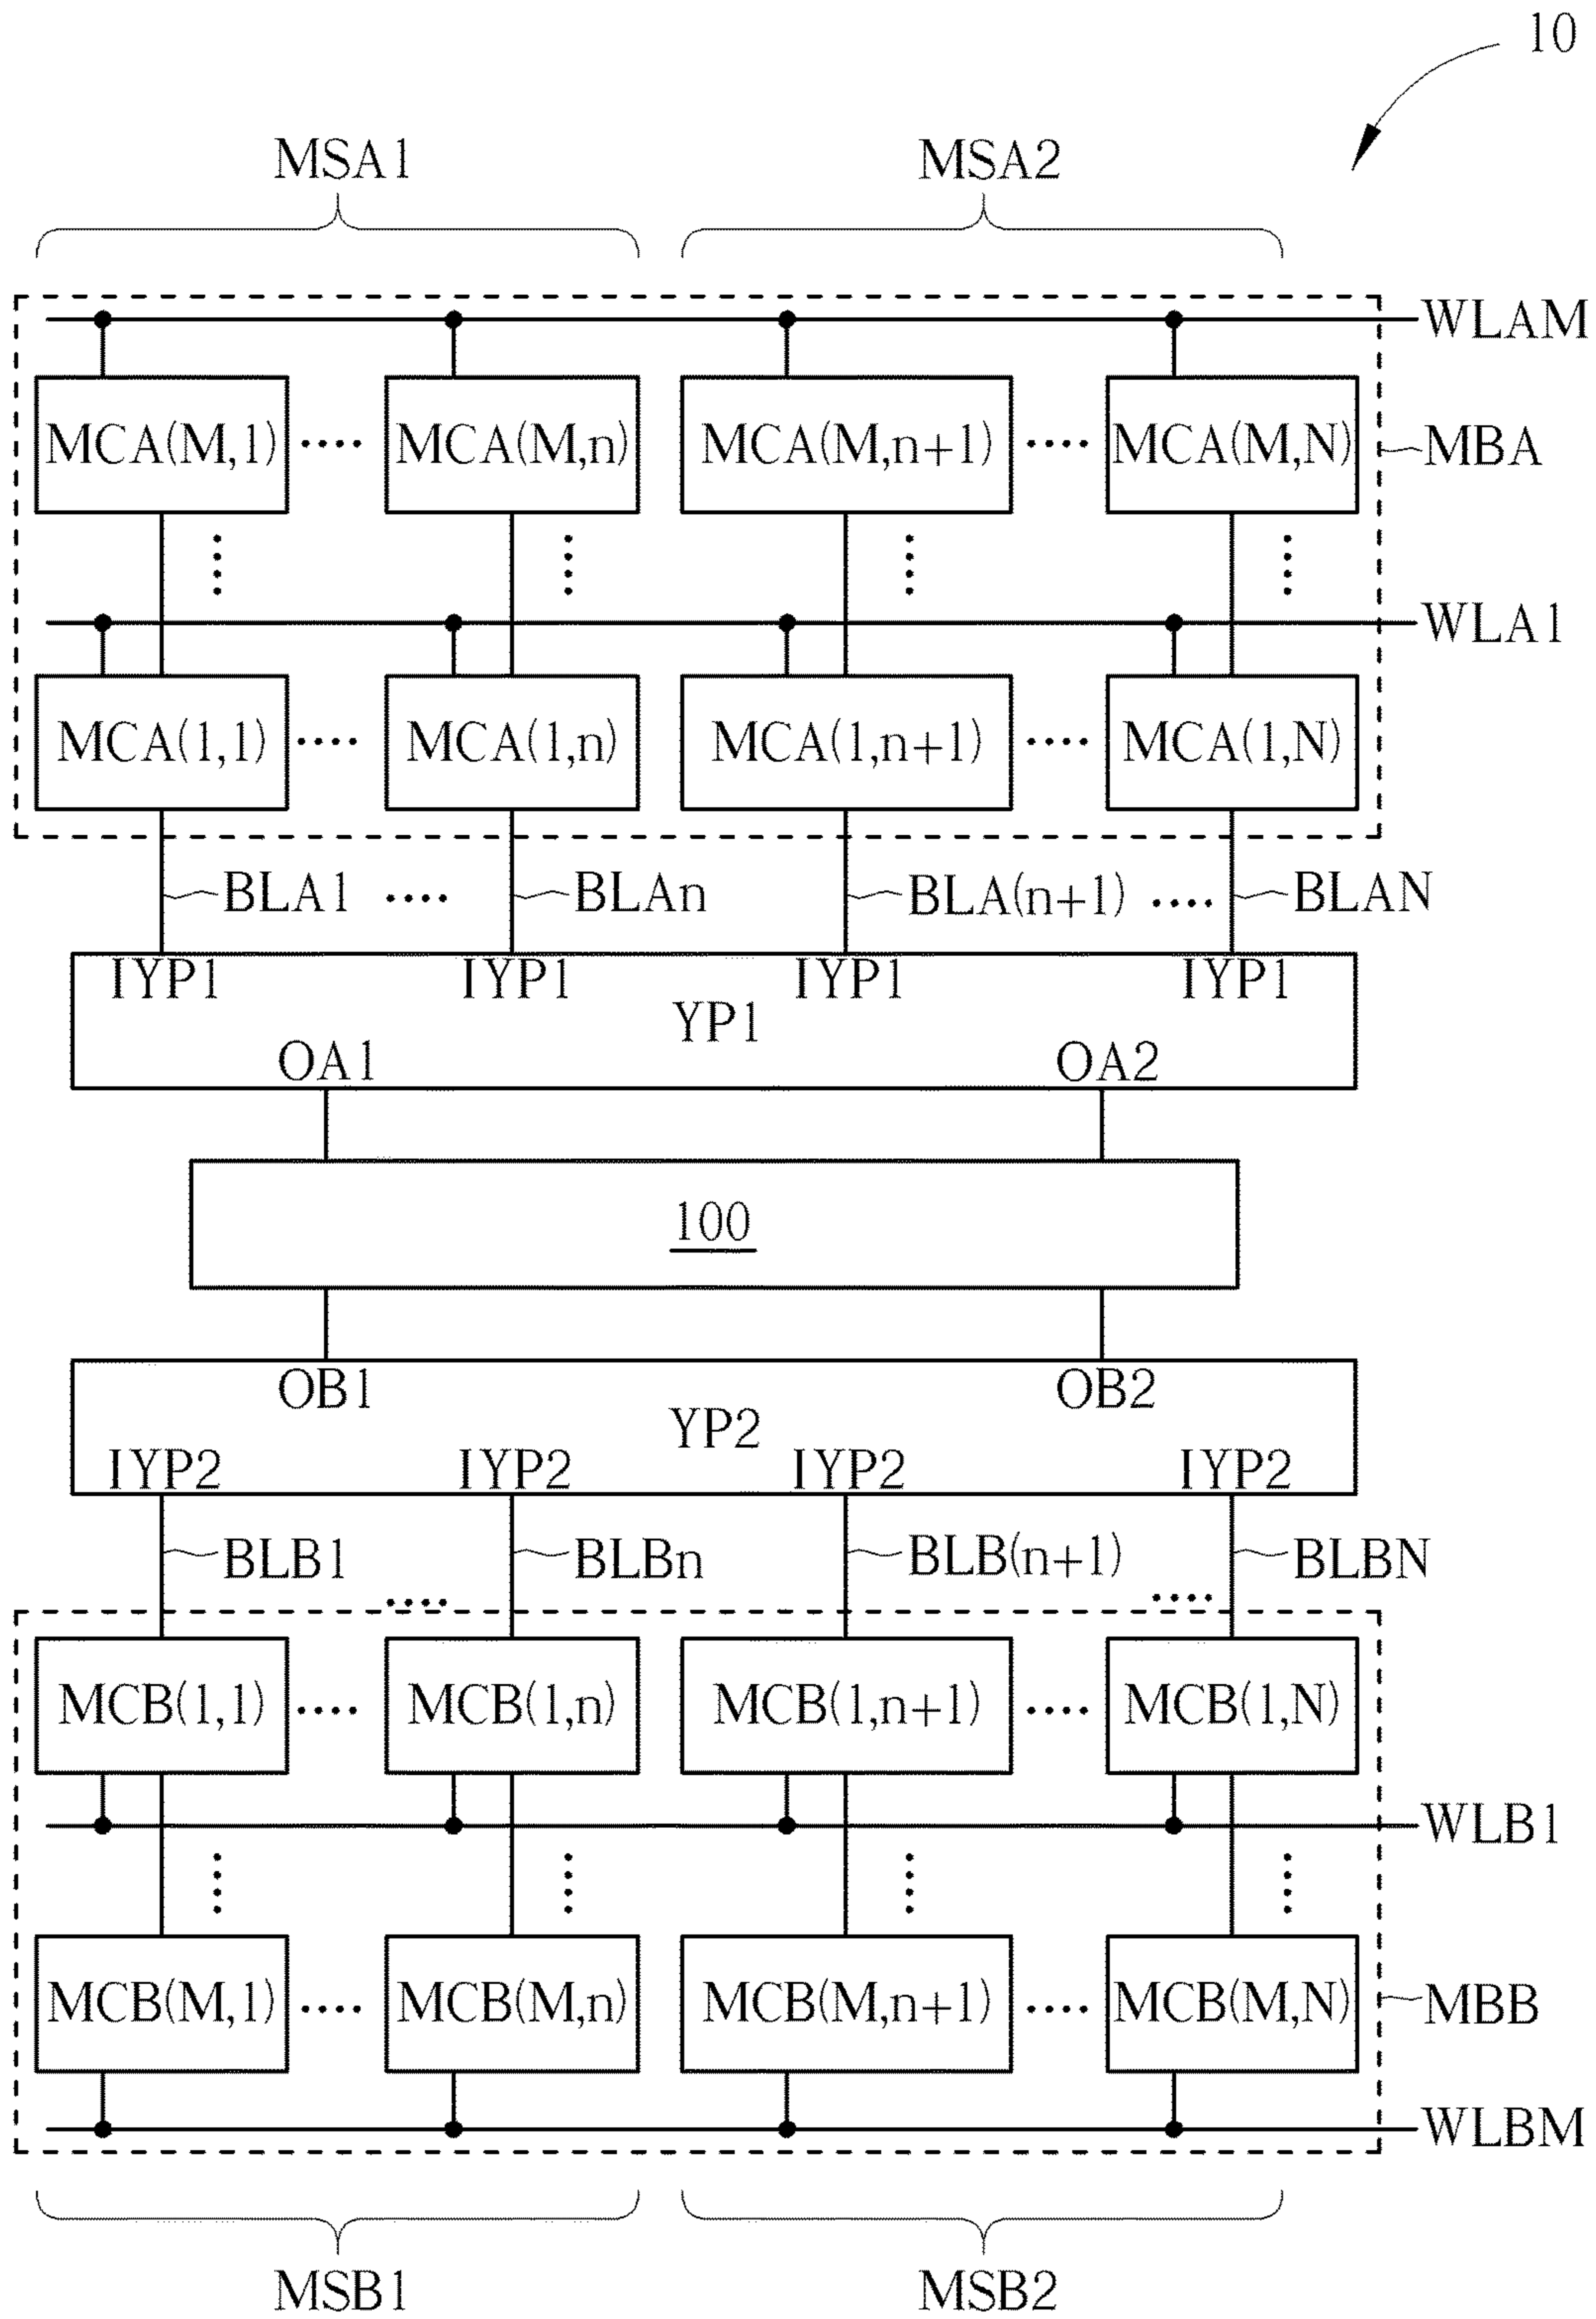 10
MSA1 MSA2
WLAM
MCA(M,1) .... MCA(M,n) MCA(M,n+1) .... MCA(M,N) MBA
WLA1
MCA(1,1) .... MCA(1,n) MCA(1,n+1) .... MCA(1,N)
BLA1 .... BLAn BLA(n+1) .... BLAN
IYP1 IYP1 IYP1 IYP1
YP1
OA1 OA2
100
OB1 OB2
YP2
IYP2 IYP2 IYP2 IYP2
BLB1 .... BLBn BLB(n+1) .... BLBN
MCB(1,1) .... MCB(1,n) MCB(1,n+1) .... MCB(1,N)
WLB1
MCB(M,1) .... MCB(M,n) MCB(M,n+1) .... MCB(M,N) MBB
WLBM
MSB1 MSB2